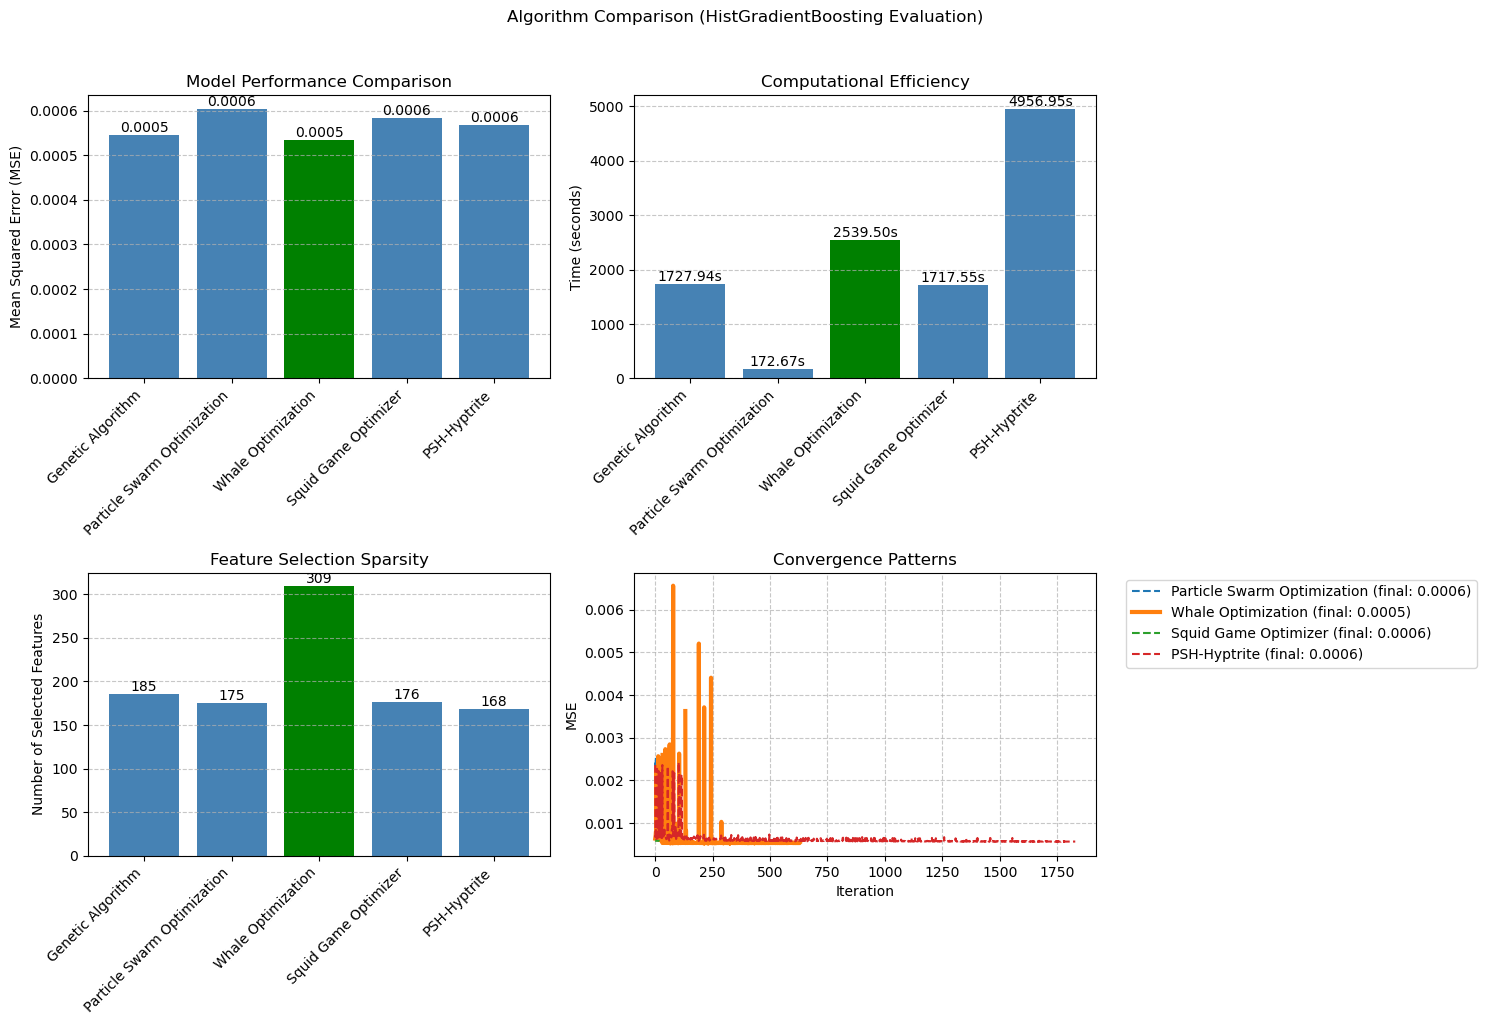 Algorithm Comparison (HistGradientBoosting Evaluation)
Model Performance Comparison
Mean Squared Error (MSE)
0.0006
0.0005
0.0004
0.0003
0.0002
0.0001
0.0000
0.0005
0.0006
0.0005
0.0006
0.0006
Genetic Algorithm
Particle Swarm Optimization
Whale Optimization
Squid Game Optimizer
PSH-Hyptrite
Computational Efficiency
Time (seconds)
5000
4000
3000
2000
1000
0
1727.94s
172.67s
2539.50s
1717.55s
4956.95s
Genetic Algorithm
Particle Swarm Optimization
Whale Optimization
Squid Game Optimizer
PSH-Hyptrite
Feature Selection Sparsity
Number of Selected Features
300
250
200
150
100
50
0
185
175
309
176
168
Genetic Algorithm
Particle Swarm Optimization
Whale Optimization
Squid Game Optimizer
PSH-Hyptrite
Convergence Patterns
MSE
0.006
0.005
0.004
0.003
0.002
0.001
0
250
500
750
1000
1250
1500
1750
Iteration
Particle Swarm Optimization (final: 0.0006)
Whale Optimization (final: 0.0005)
Squid Game Optimizer (final: 0.0006)
PSH-Hyptrite (final: 0.0006)